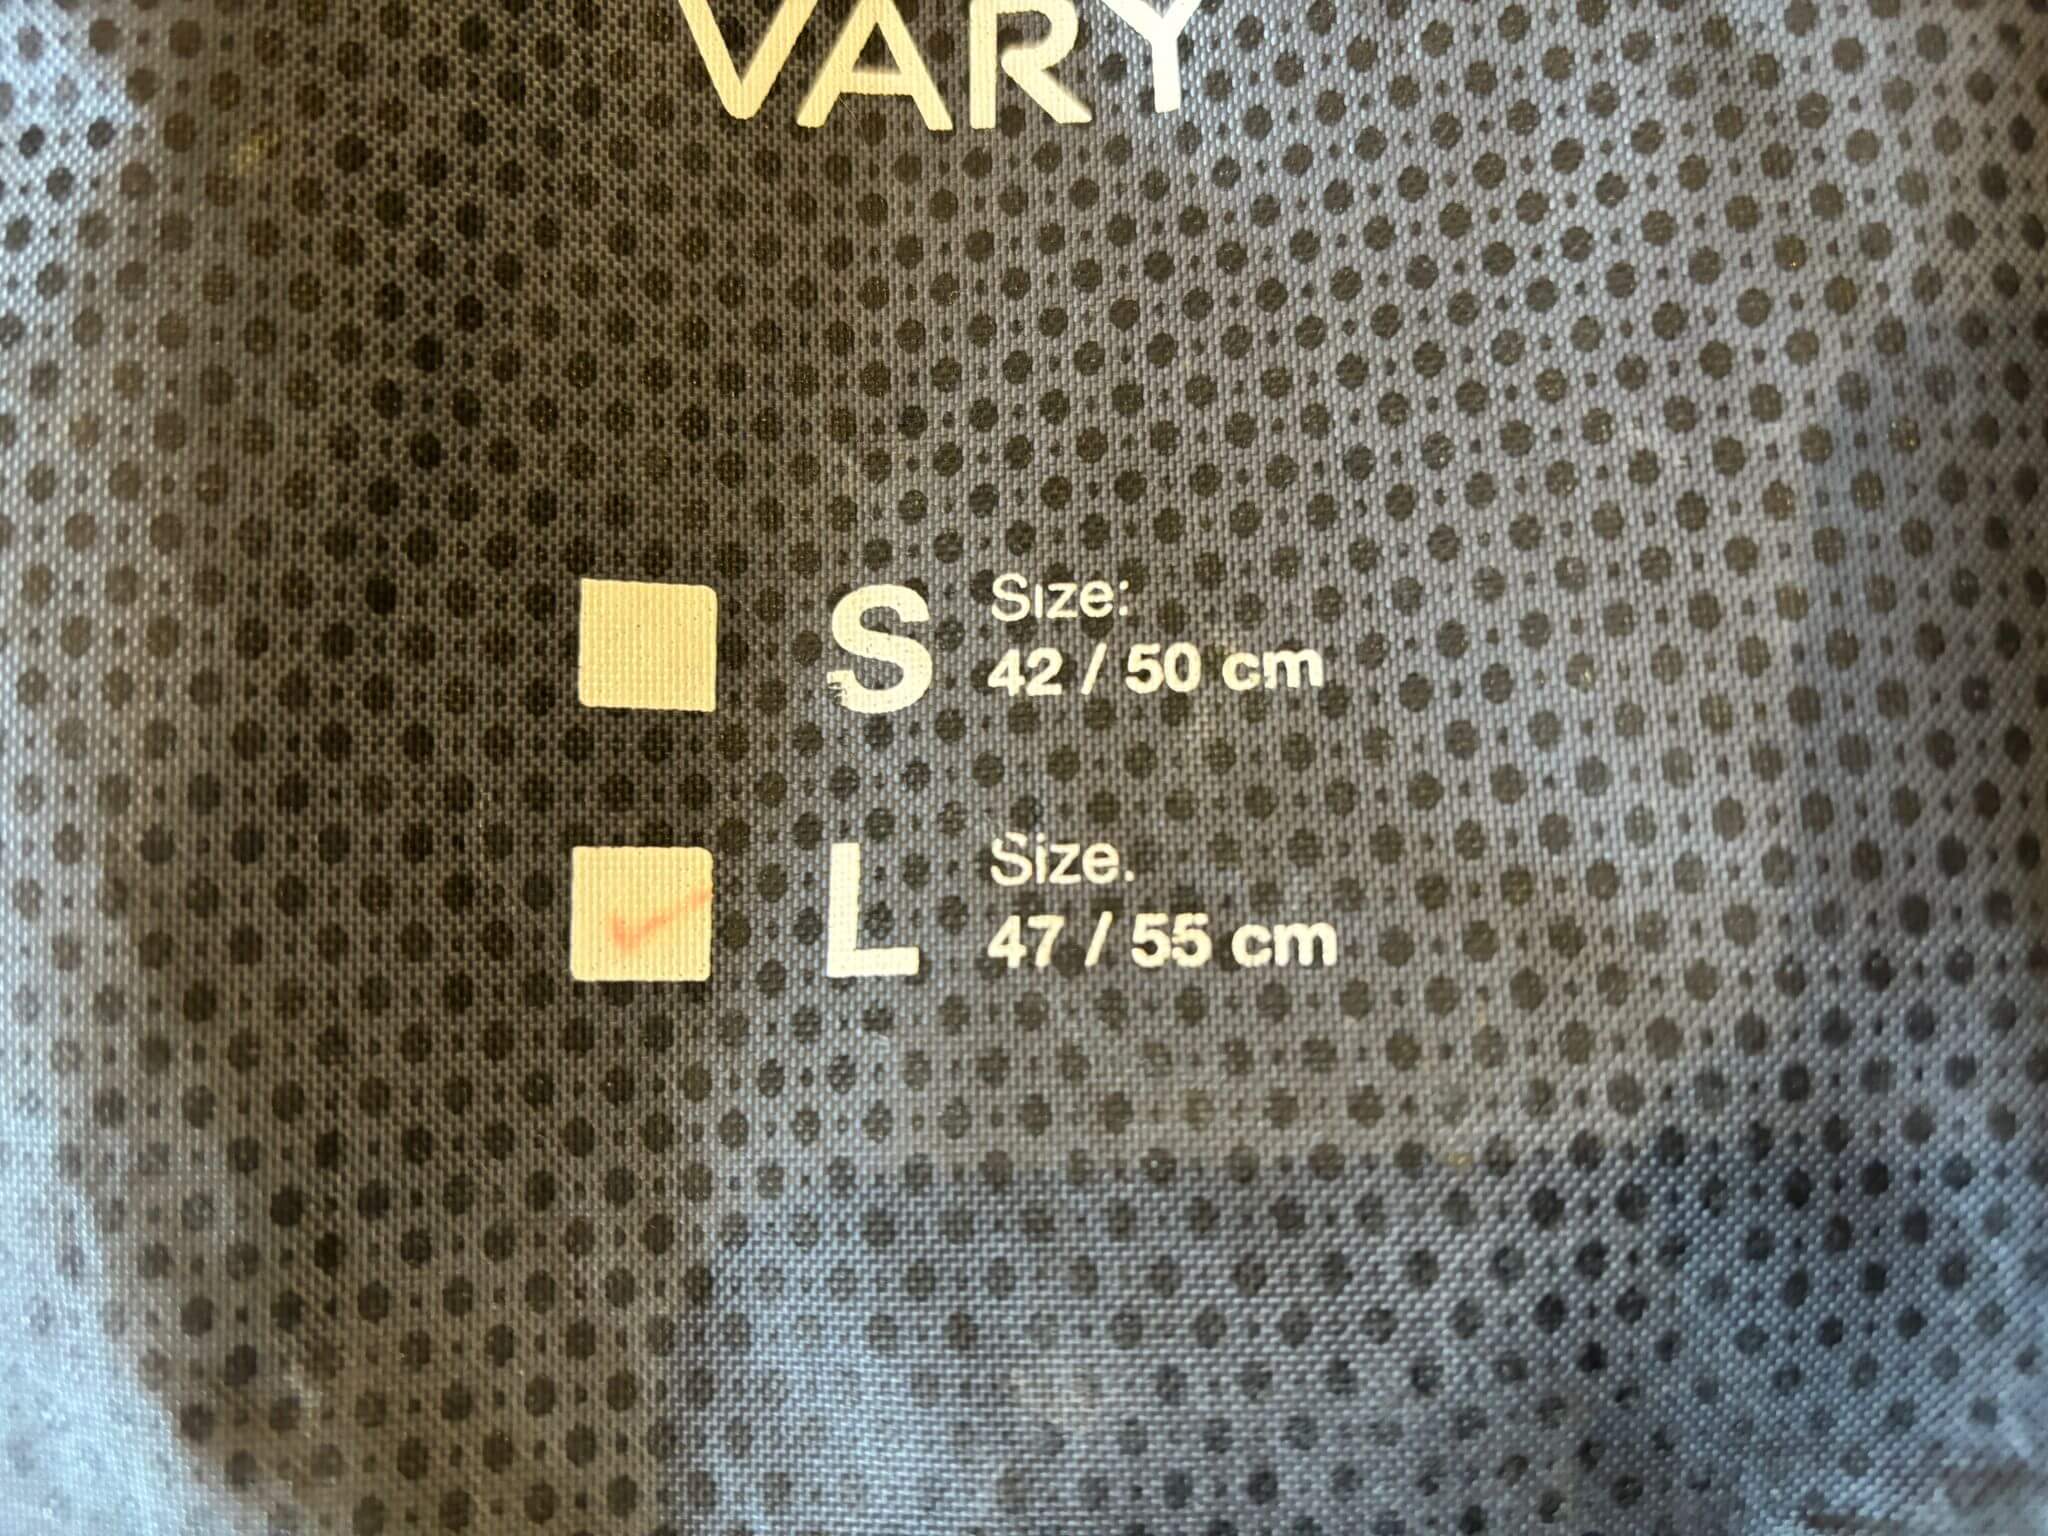 VARY
S Size:
42 / 50 cm
L Size:
47 / 55 cm